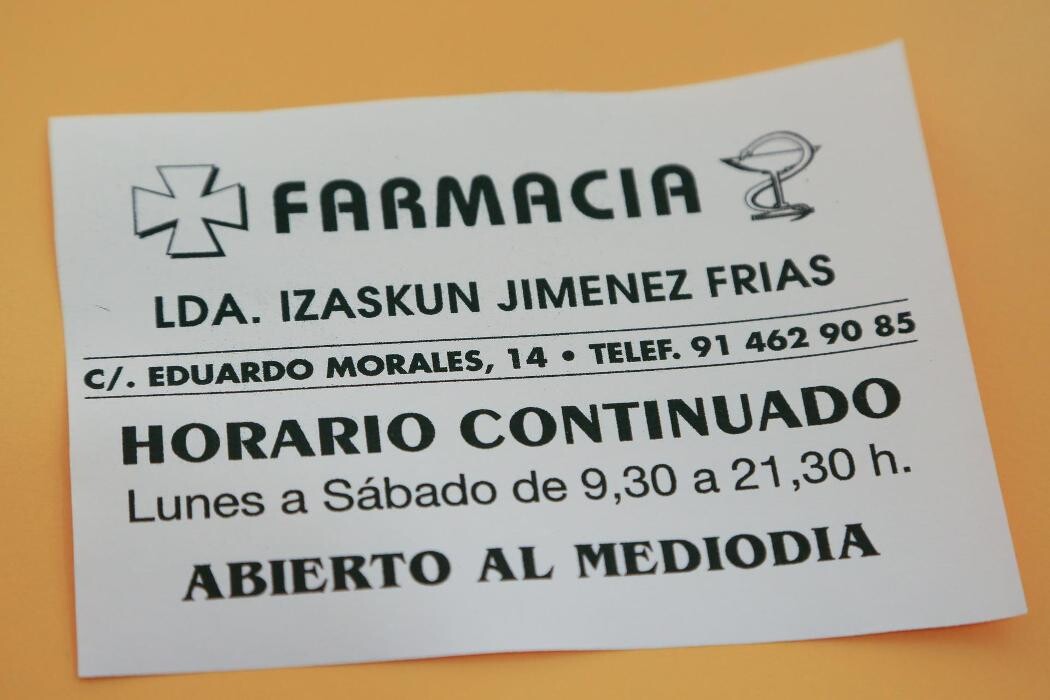 FARMACIA
LDA. IZASKUN JIMENEZ FRIAS
C/. EDUARDO MORALES, 14 • TELEF. 91 462 90 85
HORARIO CONTINUADO
Lunes a Sábado de 9,30 a 21,30 h.
ABIERTO AL MEDIODIA